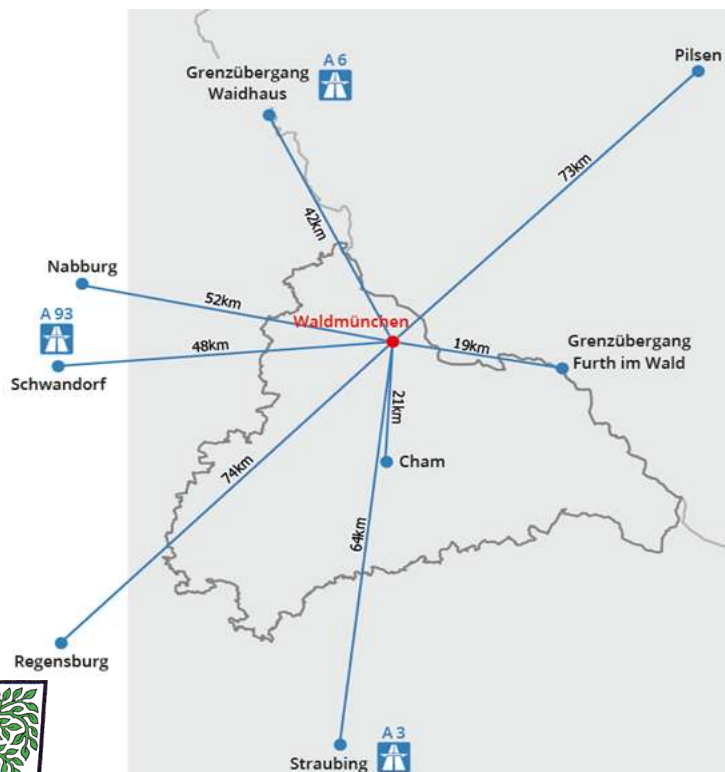 A 6
Grenzübergang
Waidhaus
Pilsen
73km
42km
Nabburg
52km
A 93
Waldmünchen
48km
19km
Grenzübergang
Furth im Wald
Schwandorf
21km
Cham
74km
64km
Regensburg
A 3
Straubing